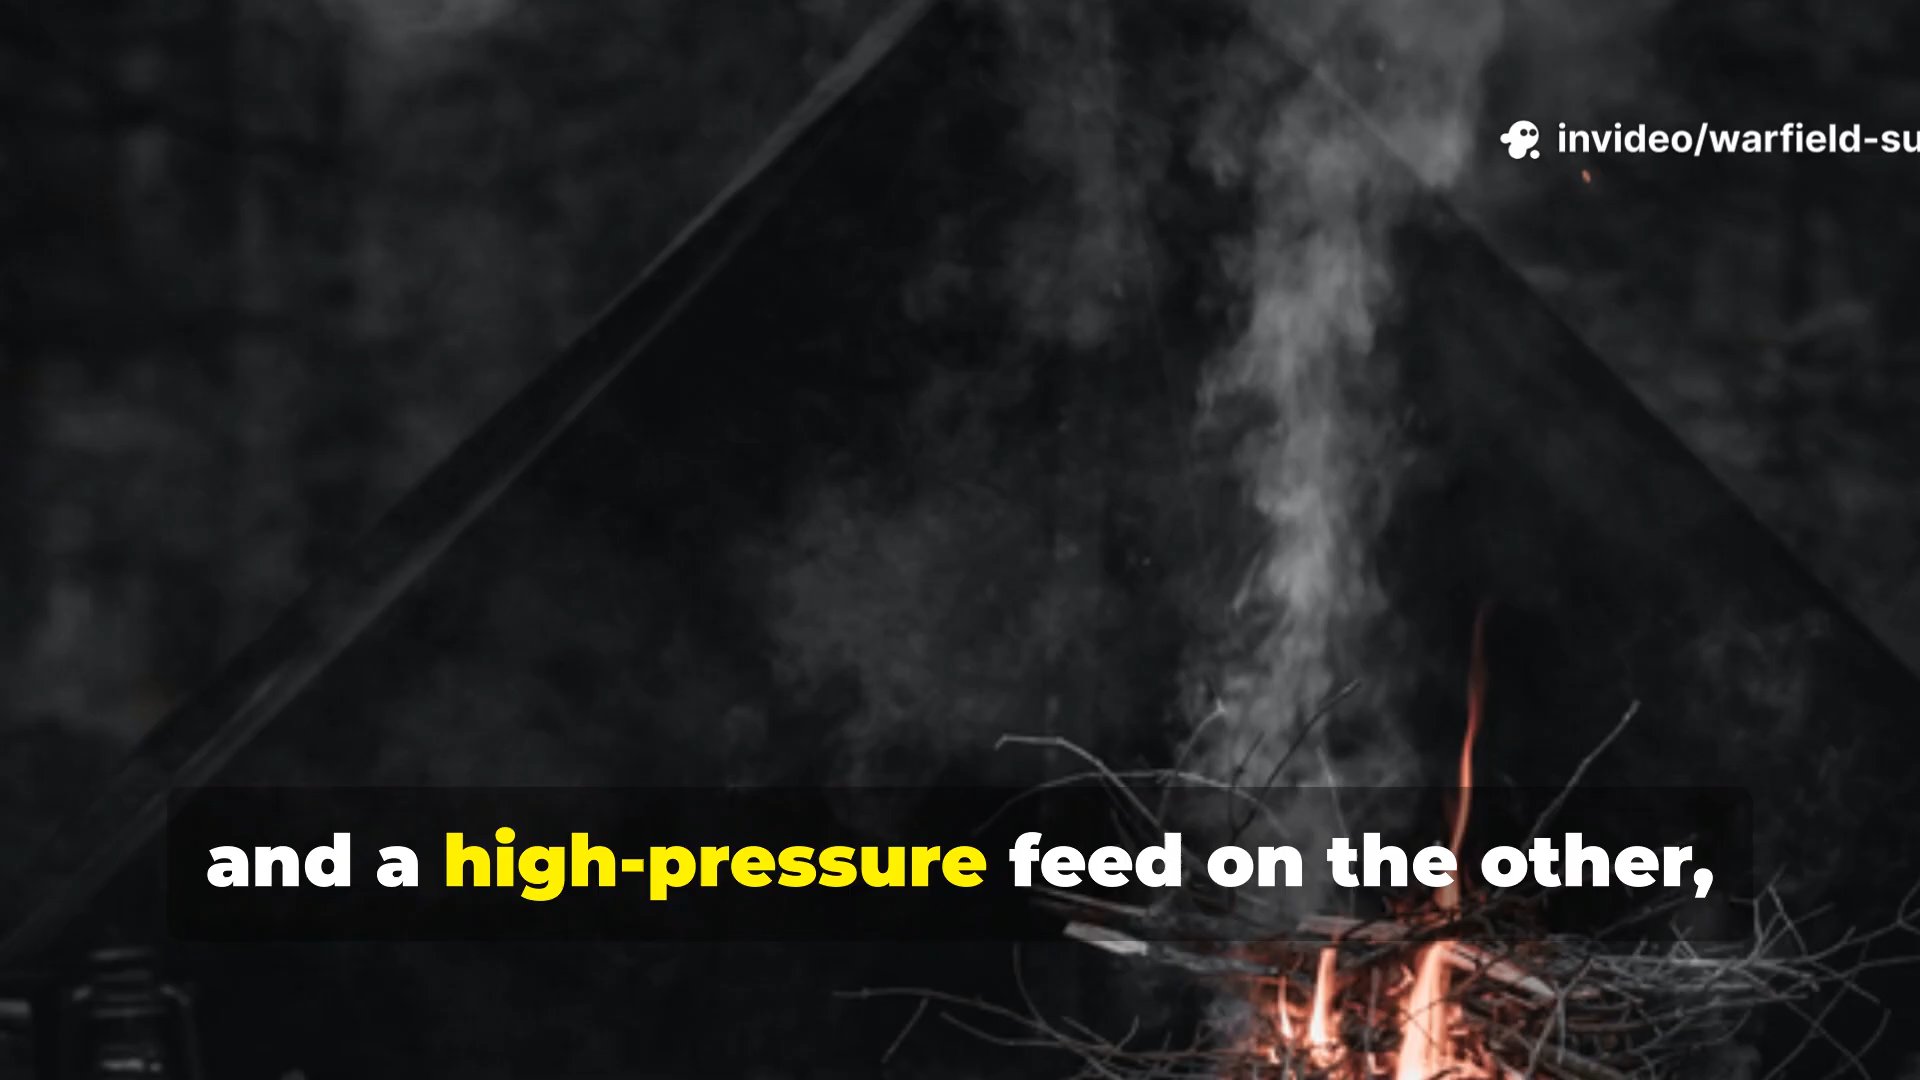 invideo/warfield-su
and a high-pressure feed on the other,